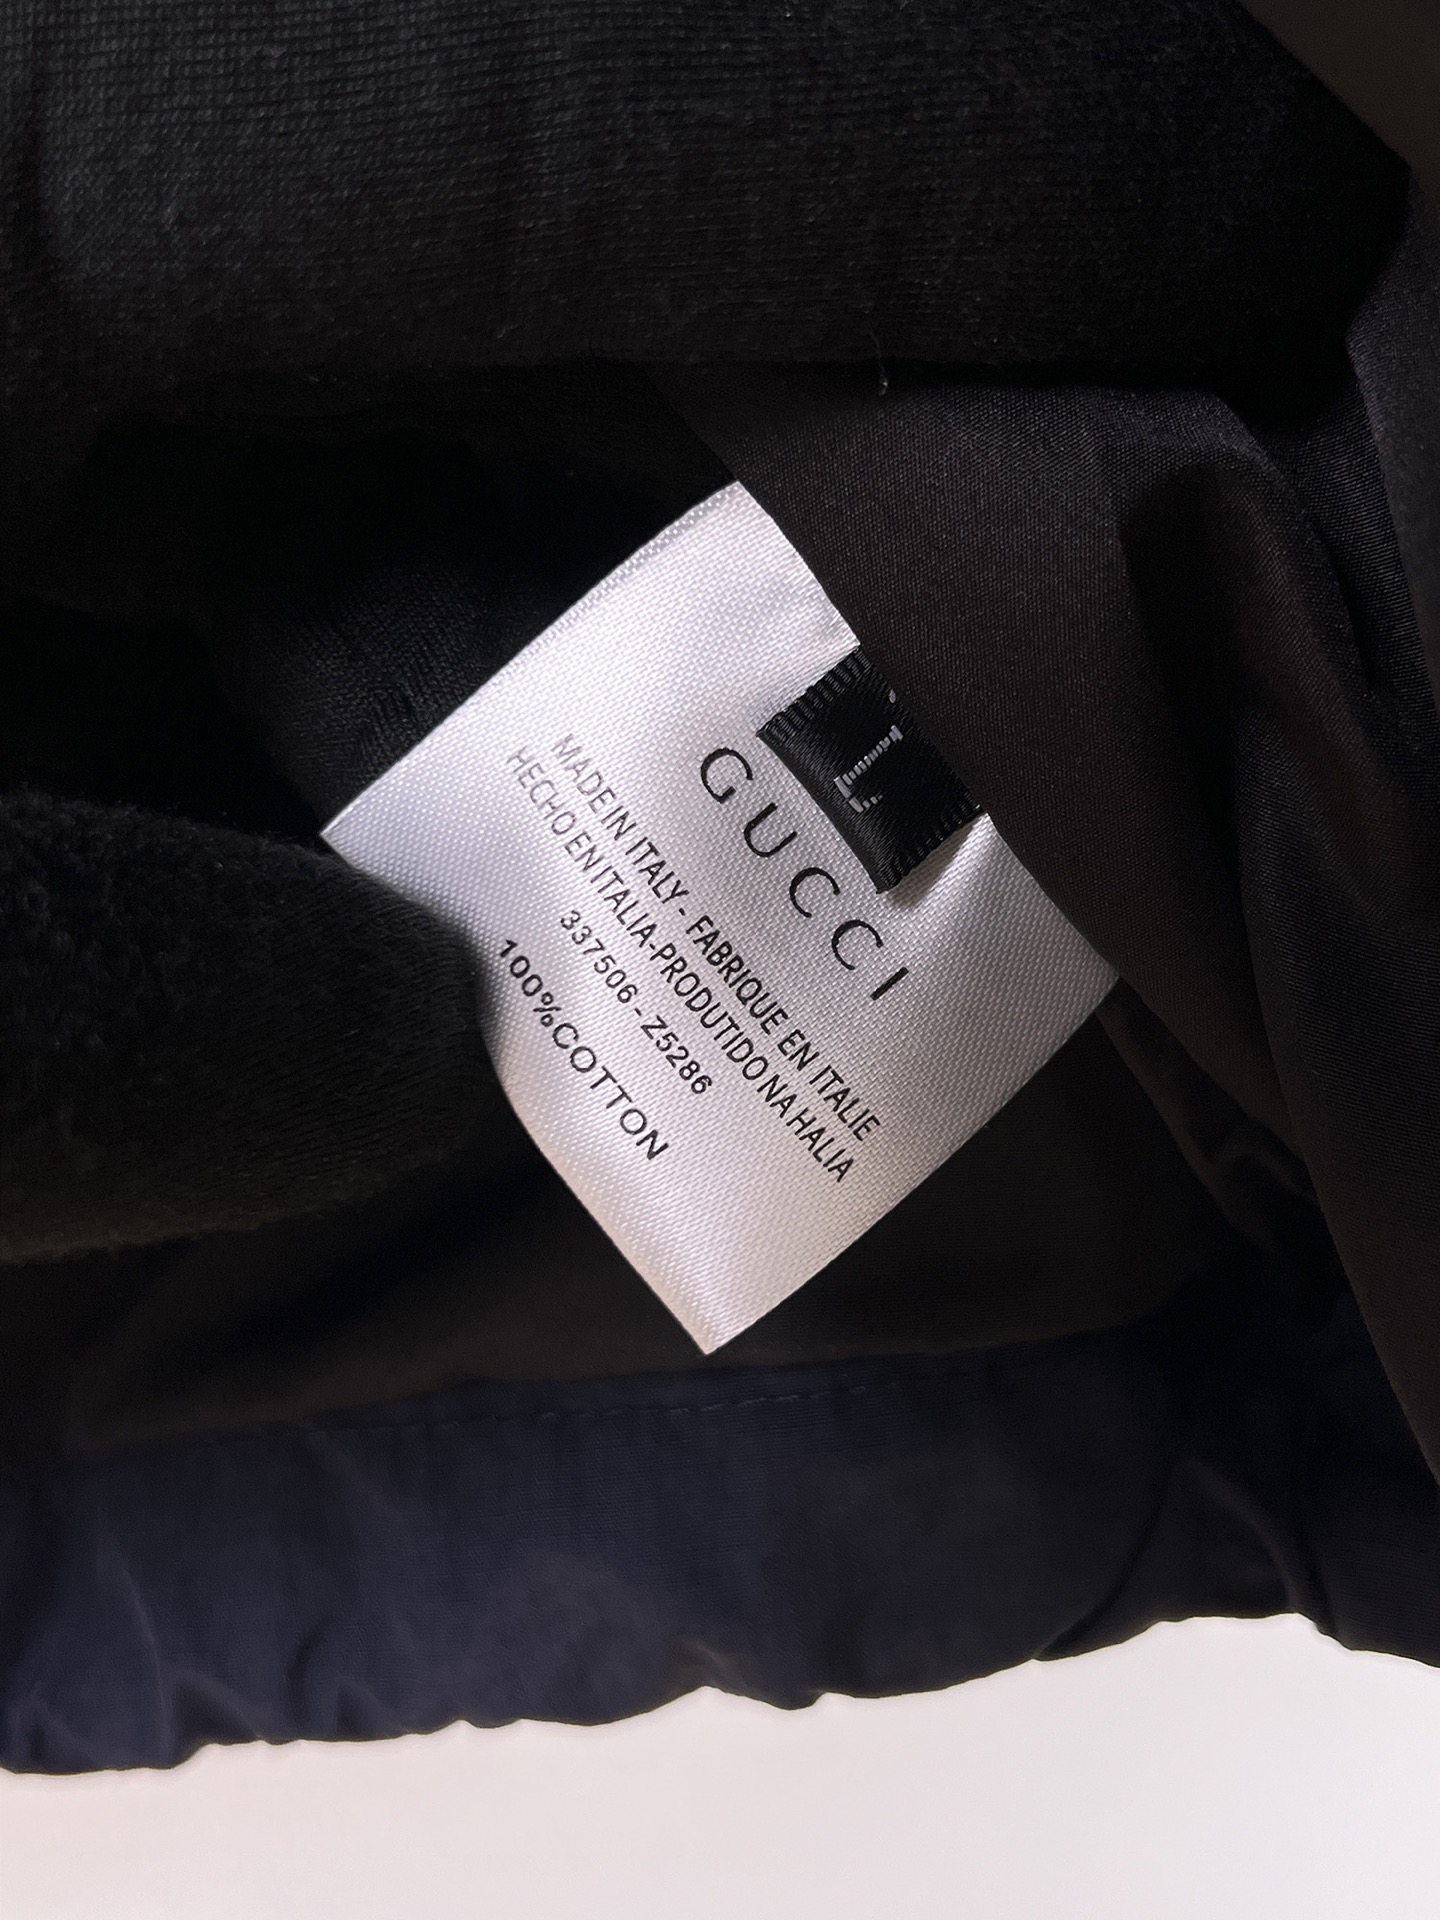 L
GUCCI
MADE IN ITALY - FABRIQUE EN ITALIE
HECHO EN ITALIA-PRODUTIDO NA HALIA
337506 - Z5286
100%COTTON